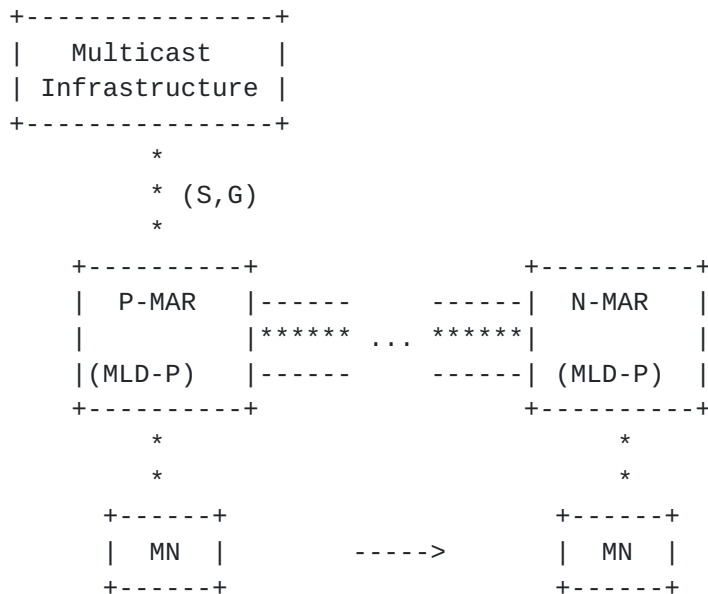 Multicast
Infrastructure
(S,G)
P-MAR N-MAR
...
(MLD-P) (MLD-P)
MN -----> MN